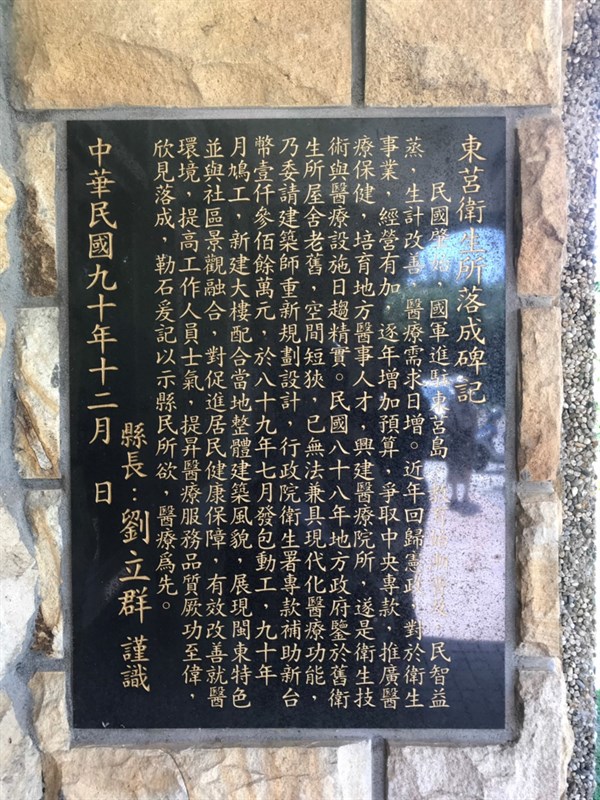 東莒衛生所落成碑記
民國肇始，國軍進駐東莒島，教育 民智益
蒸，生計改善，醫療需求日增。近年回歸憲政，對於衛生
事業，經營有加，逐年增加預算，爭取中央專款，推廣醫
療保健，培育地方醫事人才，興建醫療院所，遂是衛生技
術與醫療設施日趨精實。民國八十八年地方政府鑒於舊衛
生所屋舍老舊，空間短狹，已無法兼具現代化醫療功能，
乃委請建築師重新規劃設計，行政院衛生署專款補助新台
幣壹仟參佰餘萬元，於八十九年七月發包動工，九十年
月鳩工，新建大樓配合當地整體建築風貌，展現閩東特色
並與社區景觀融合，對促進居民健康保障，有效改善就醫
環境，提高工作人員士氣，提昇醫療服務品質厥功至偉，
欣見落成，勒石爰記以示縣民所欲，醫療為先。
縣長：劉立群 謹識
中華民國九十年十二月 日